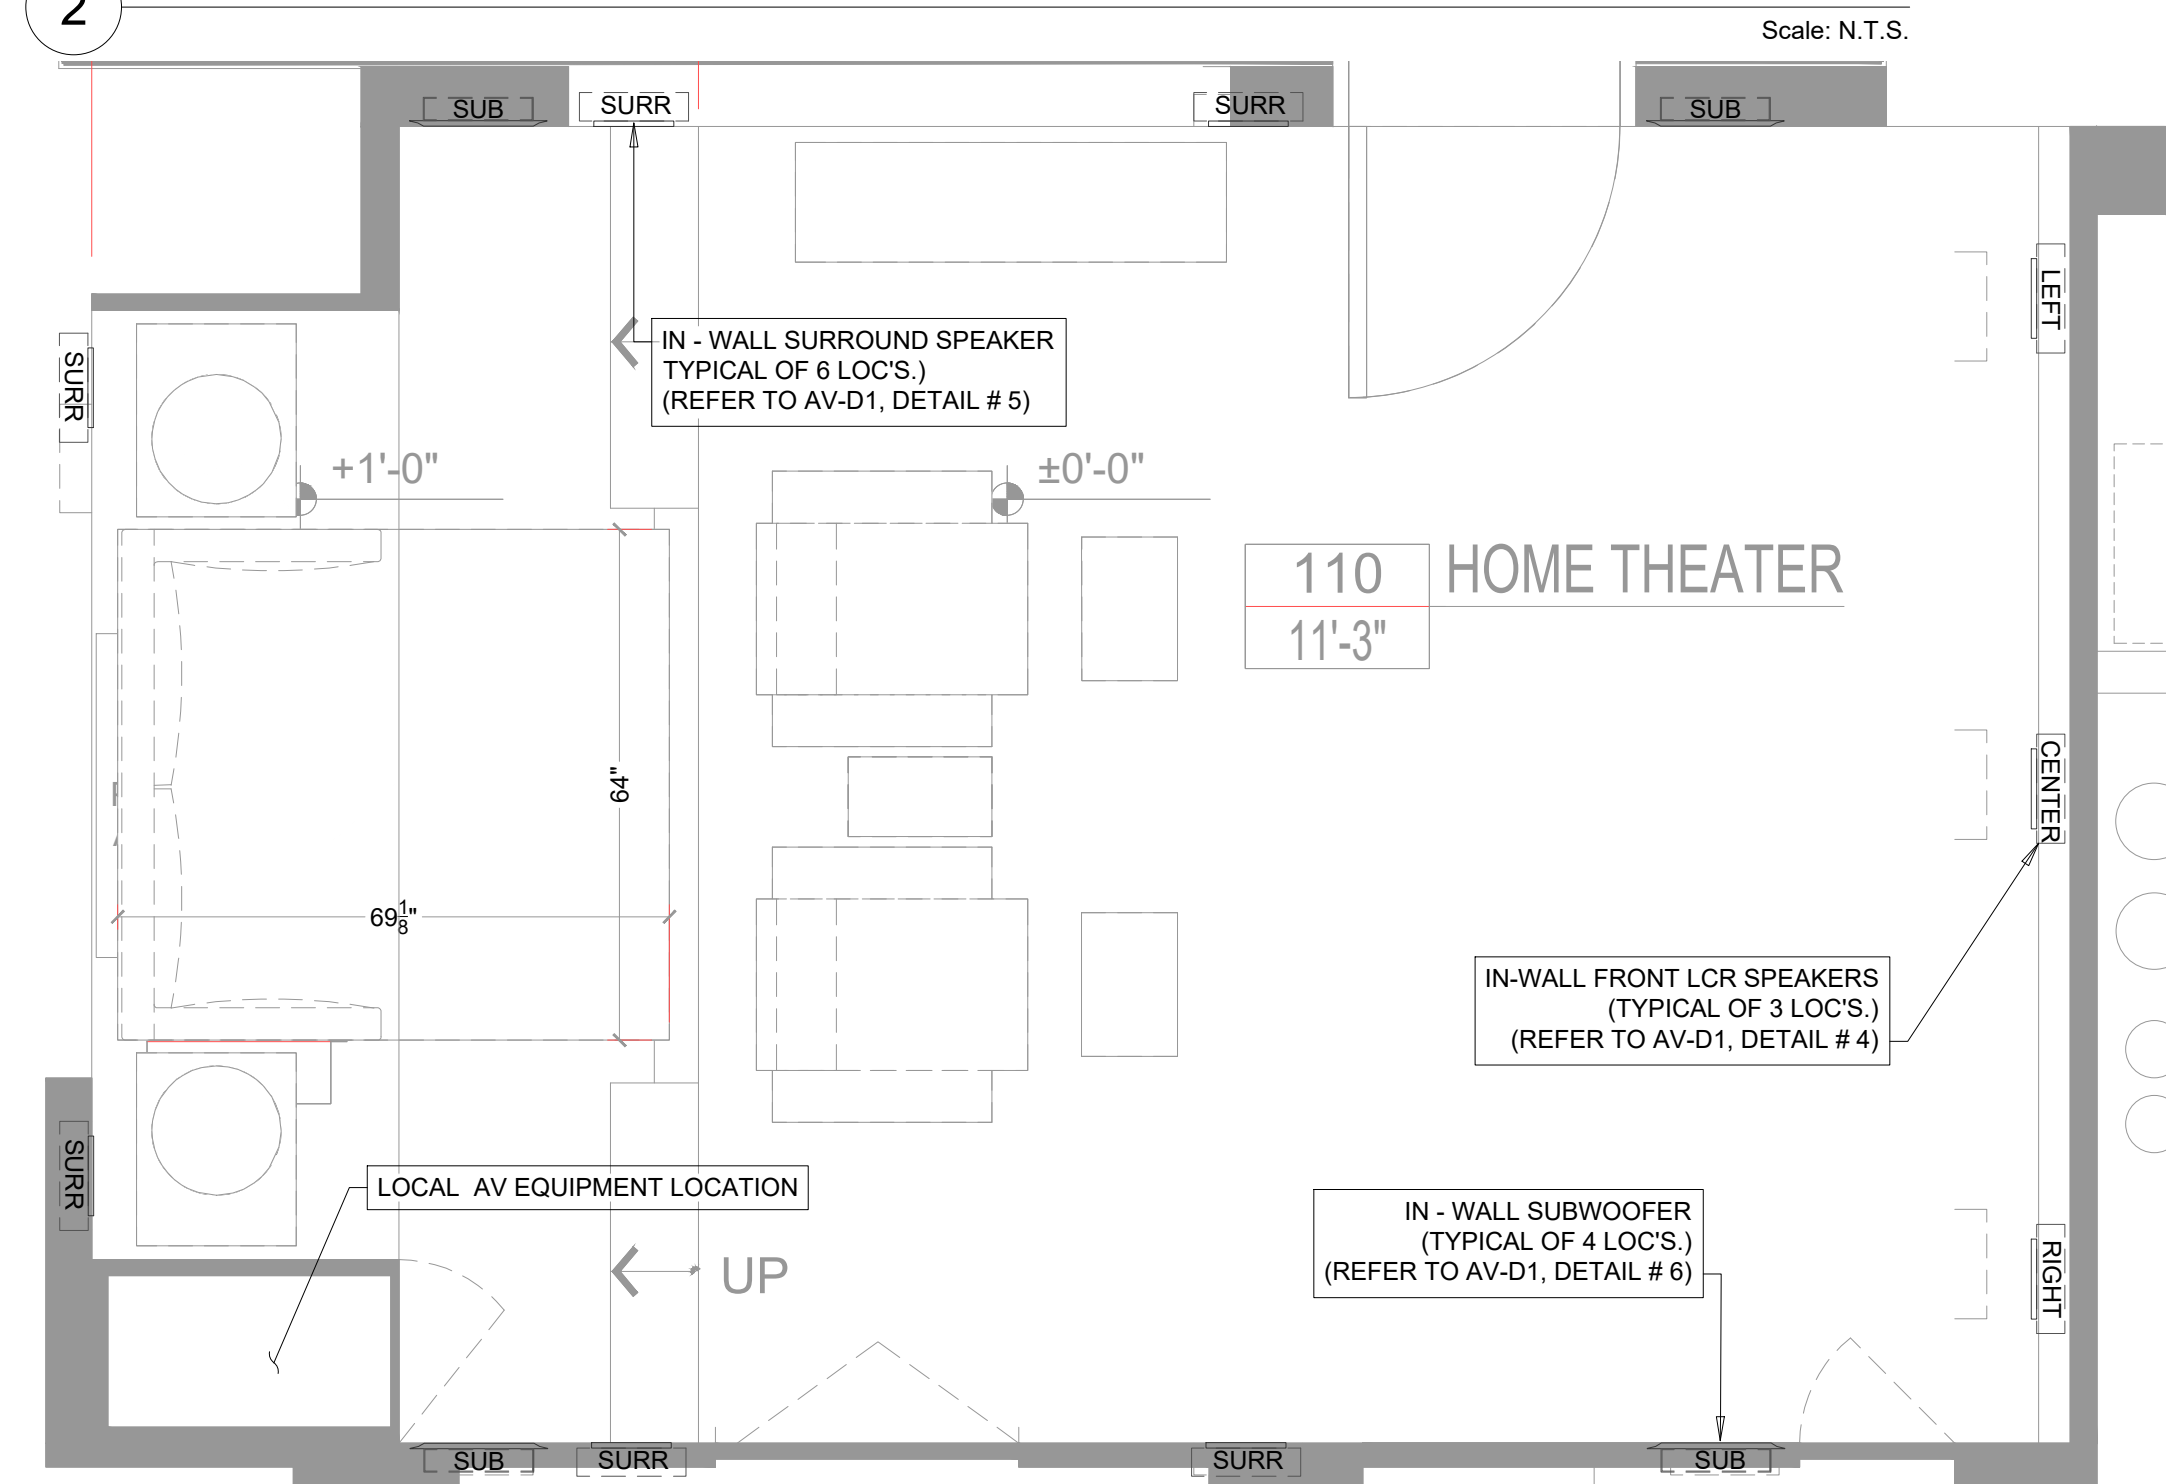 2
Scale: N.T.S.
SUB
SURR
SURR
SUB
LEFT
IN - WALL SURROUND SPEAKER
TYPICAL OF 6 LOC'S.)
(REFER TO AV-D1, DETAIL # 5)
SURR
+1'-0"
±0'-0"
110
HOME THEATER
11'-3"
64"
CENTER
69 1/8"
IN-WALL FRONT LCR SPEAKERS
(TYPICAL OF 3 LOC'S.)
(REFER TO AV-D1, DETAIL # 4)
SURR
LOCAL AV EQUIPMENT LOCATION
IN - WALL SUBWOOFER
(TYPICAL OF 4 LOC'S.)
(REFER TO AV-D1, DETAIL # 6)
UP
RIGHT
SUB
SURR
SURR
SUB